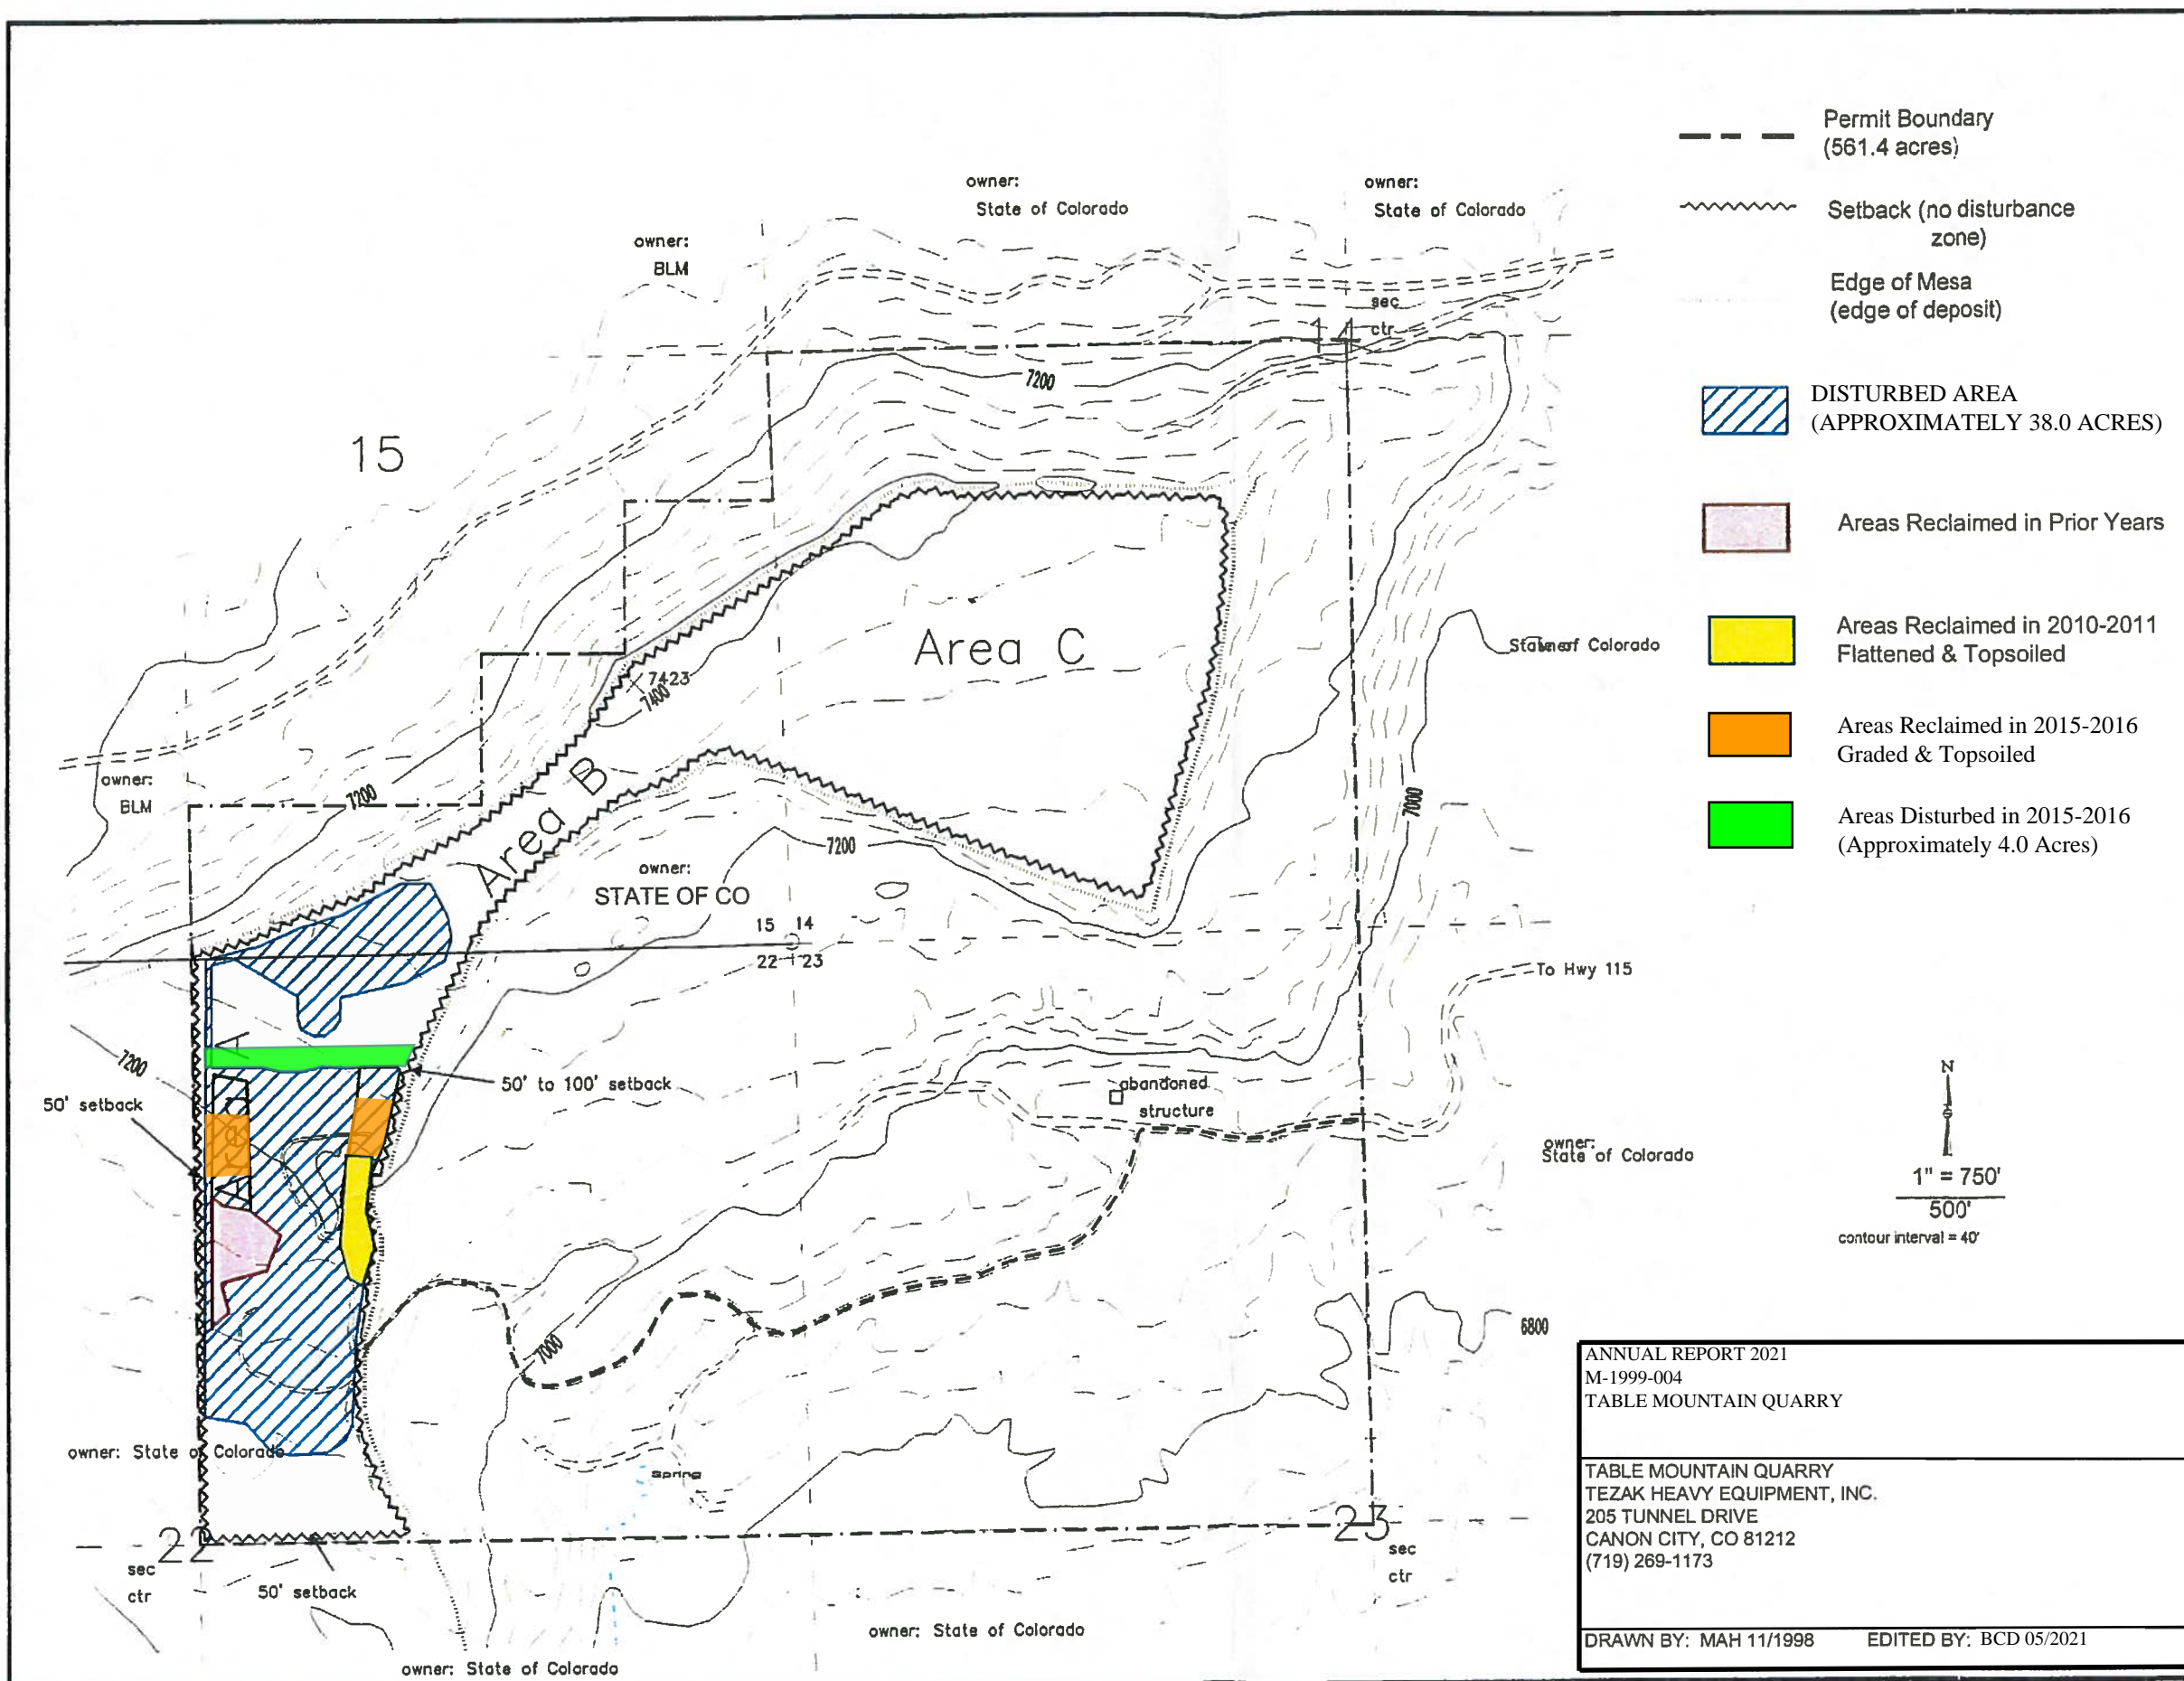 Permit Boundary
(561.4 acres)
Setback (no disturbance
zone)
Edge of Mesa
(edge of deposit)
DISTURBED AREA
(APPROXIMATELY 38.0 ACRES)
Areas Reclaimed in Prior Years
Areas Reclaimed in 2010-2011
Flattened & Topsoiled
Areas Reclaimed in 2015-2016
Graded & Topsoiled
Areas Disturbed in 2015-2016
(Approximately 4.0 Acres)
owner:
State of Colorado
owner:
State of Colorado
owner:
BLM
sec
14
ctr
7200
15
Area C
State of Colorado
7423
7400
owner:
BLM
7200
Area B
7000
7200
owner:
STATE OF CO
15 14
22 23
To Hwy 115
7200
50' setback
50' to 100' setback
Area A
abandoned
structure
owner:
State of Colorado
N
1" = 750'
500'
contour interval = 40'
7000
6800
owner: State of Colorado
spring
22
sec
ctr
50' setback
23
sec
ctr
owner: State of Colorado
owner: State of Colorado
ANNUAL REPORT 2021
M-1999-004
TABLE MOUNTAIN QUARRY
TABLE MOUNTAIN QUARRY
TEZAK HEAVY EQUIPMENT, INC.
205 TUNNEL DRIVE
CANON CITY, CO 81212
(719) 269-1173
DRAWN BY: MAH 11/1998 EDITED BY: BCD 05/2021